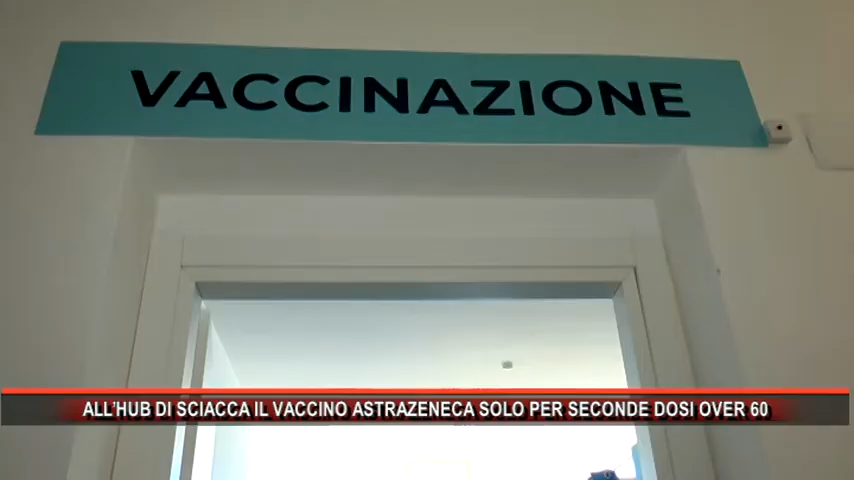 VACCINAZIONE
ALL'HUB DI SCIACCA IL VACCINO ASTRAZENECA SOLO PER SECONDE DOSI OVER 60